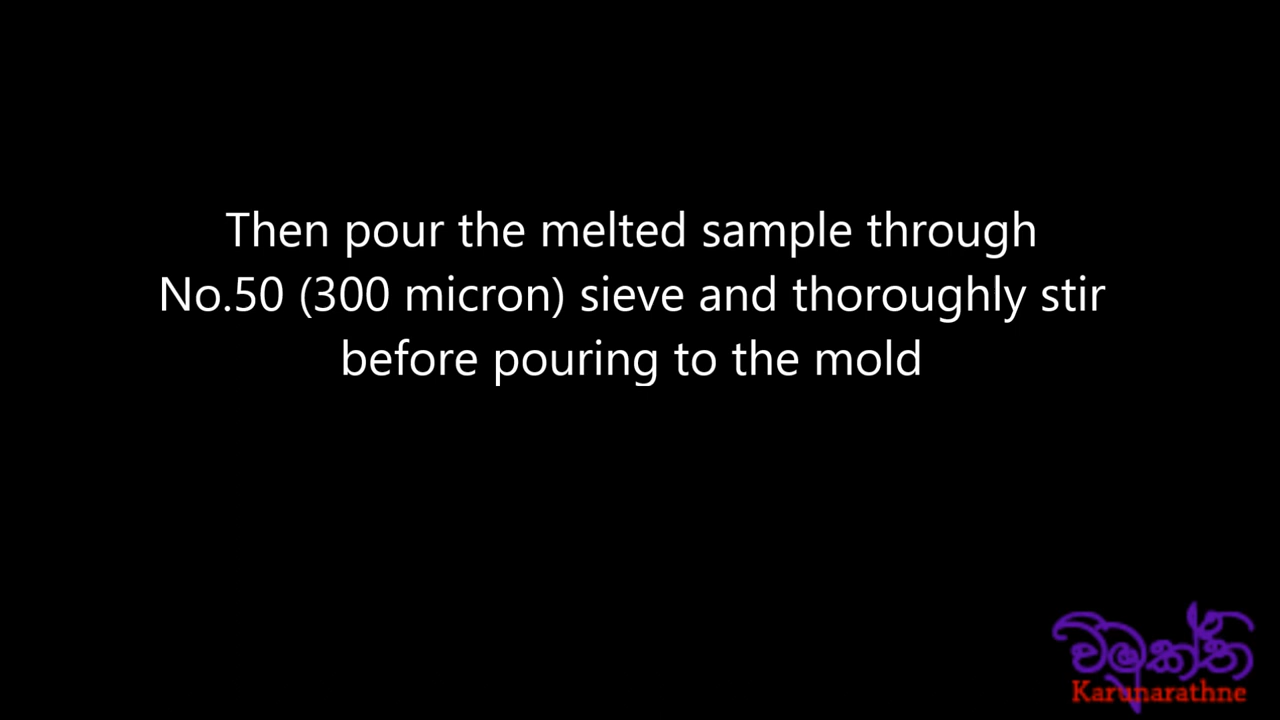 Then pour the melted sample through
No.50 (300 micron) sieve and thoroughly stir
before pouring to the mold
විමුක්ති
Karunarathne